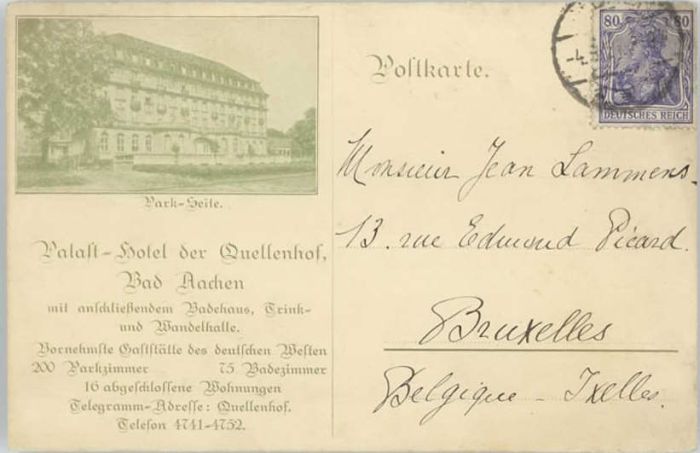 Park-Seite.
Palast-Hotel der Quellenhof,
Bad Aachen
mit anschließendem Badehaus, Trink-
und Wandelhalle.
Vornehmste Gaststätte des deutschen Westen
200 Parkzimmer 75 Badezimmer
16 abgeschlossene Wohnungen
Telegramm-Adresse: Quellenhof.
Telefon 4741-4752.
Postkarte.
80 80
DEUTSCHES REICH
Monsieur Jean Lammens.
13. rue Edmond Picard.
Bruxelles
Belgique - Ixelles.